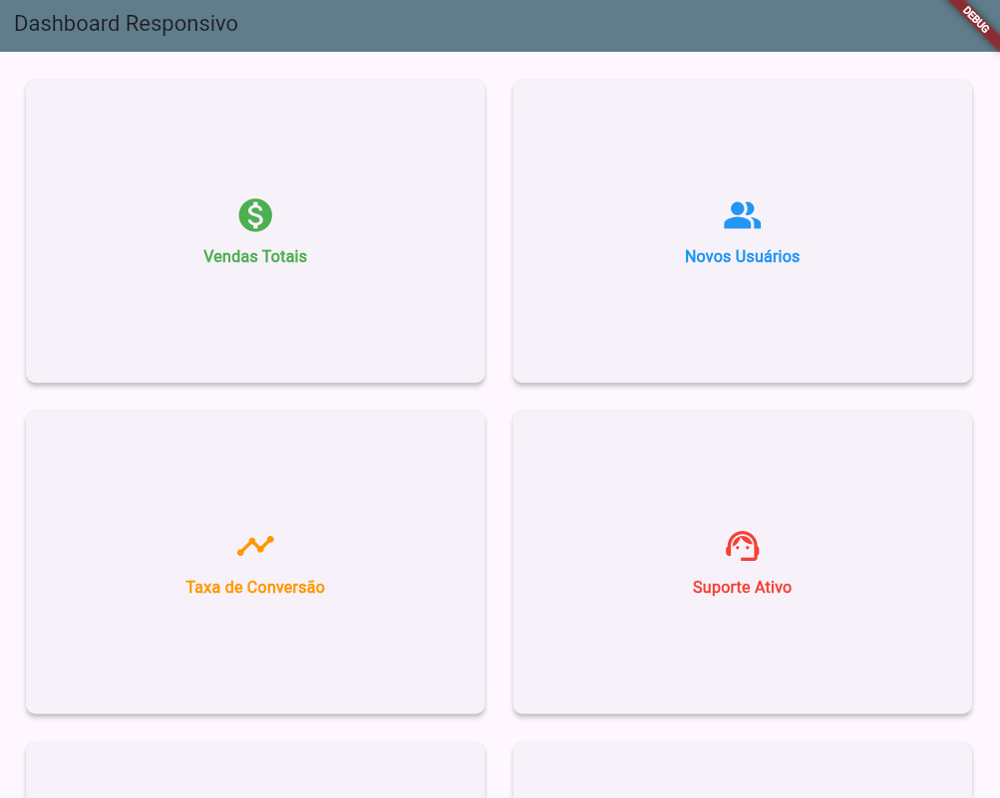 Dashboard Responsivo
DEBUG
$
Vendas Totais
Novos Usuários
Taxa de Conversão
Suporte Ativo